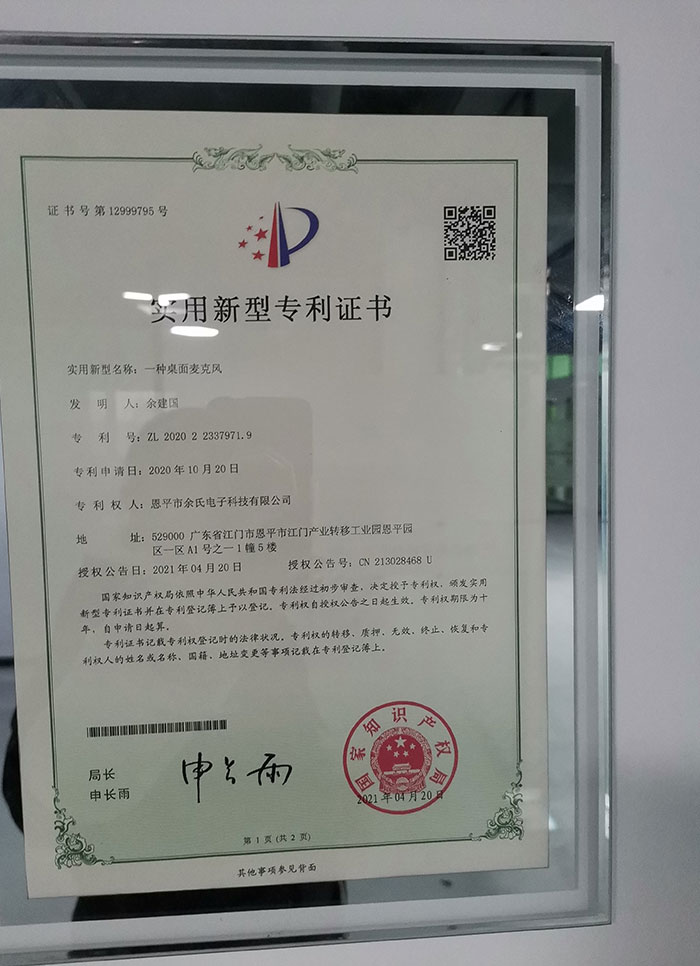 证书号第12999795号
实用新型专利证书
实用新型名称：一种桌面麦克风
发明人：余建国
专利号：ZL 2020 2 2337971.9
专利申请日：2020年10月20日
专利权人：恩平市余氏电子科技有限公司
地址：529000 广东省江门市恩平市江门产业转移工业园恩平园
区一区A1号之一1幢5楼
授权公告日：2021年04月20日 授权公告号：CN 213028468 U
国家知识产权局依照中华人民共和国专利法经过初步审查，决定授予专利权，颁发实用
新型专利证书并在专利登记簿上予以登记。专利权自授权公告之日起生效。专利权期限为十
年，自申请日起算。
专利证书记载专利权登记时的法律状况。专利权的转移、质押、无效、终止、恢复和专
利权人的姓名或名称、国籍、地址变更等事项记载在专利登记簿上。
局长
申长雨
申长雨
国家知识产权局
2021年04月20日
第1页(共2页)
其他事项参见背面